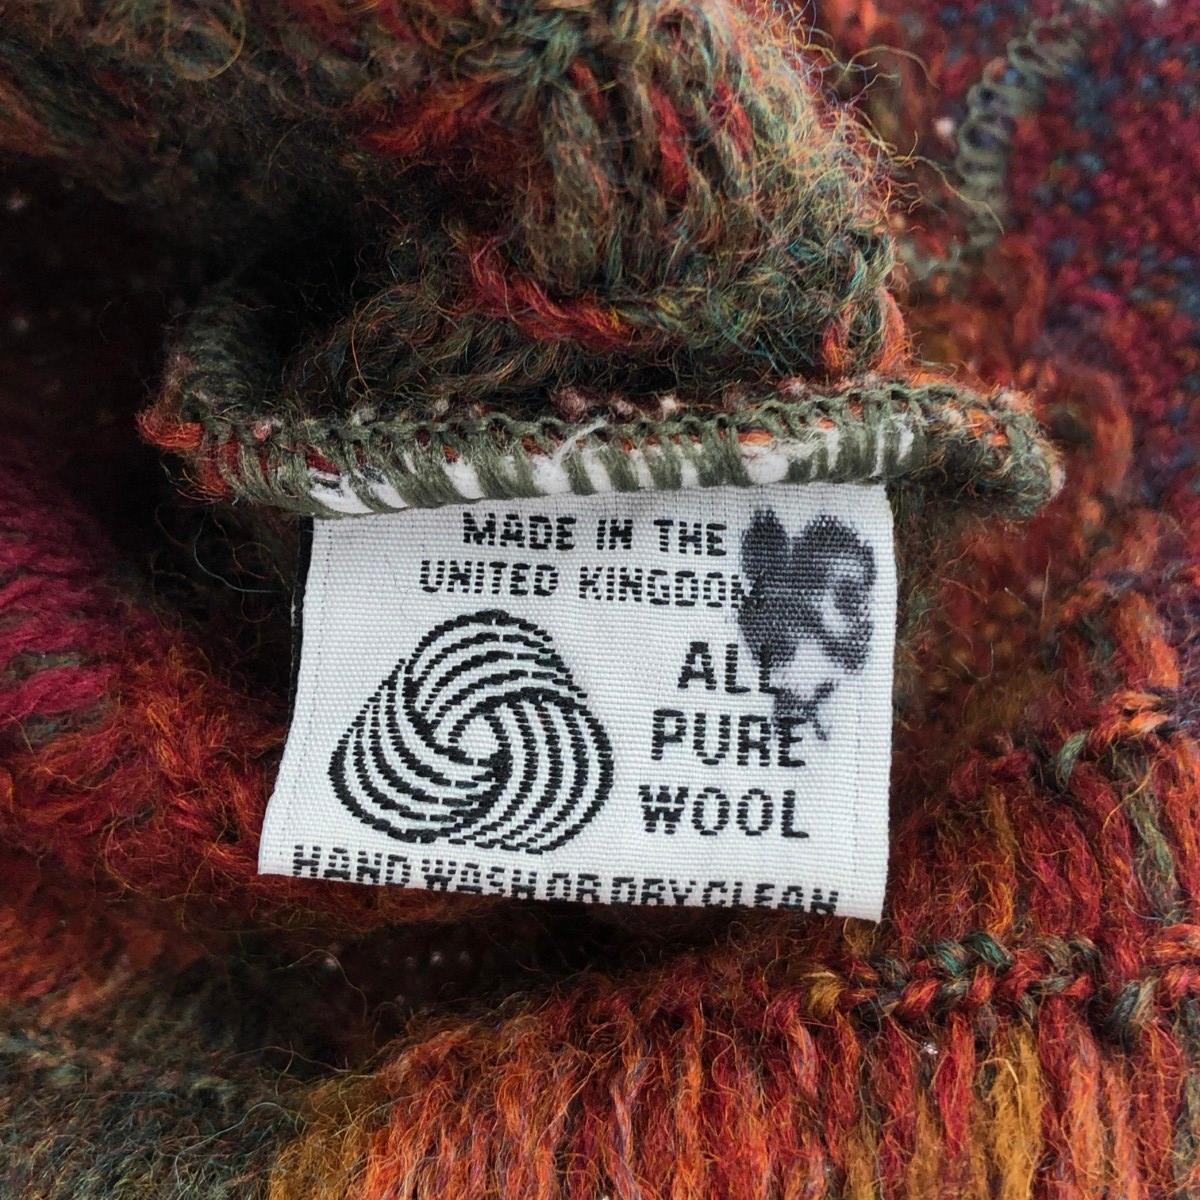 MADE IN THE
UNITED KINGDOM
ALL
PURE
WOOL
HAND WASH OR DRY CLEAN